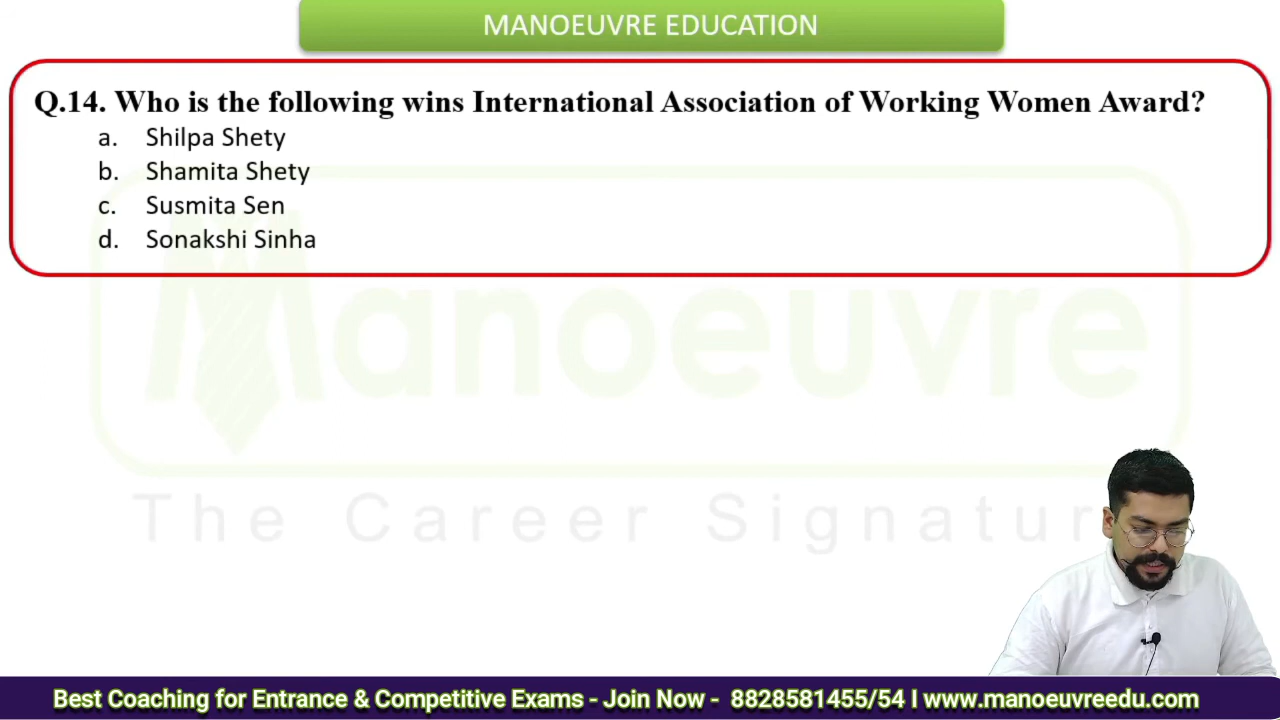 MANOEUVRE EDUCATION
Q.14. Who is the following wins International Association of Working Women Award?
a. Shilpa Shety
b. Shamita Shety
c. Susmita Sen
d. Sonakshi Sinha
Manoeuvre
The Career Signatur
Best Coaching for Entrance & Competitive Exams - Join Now - 8828581455/54 I www.manoeuvreedu.com